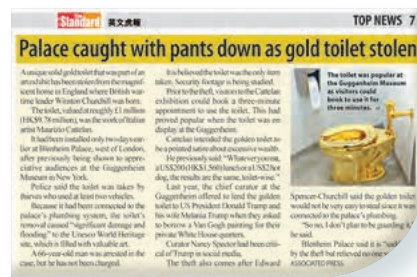 The Standard 英文虎報
TOP NEWS 7
Palace caught with pants down as gold toilet stolen
A unique solid gold toilet that was part of
an art exhibit has been stolen from the magnif-
icent home in England where British war-
time leader Winston Churchill was born.
The toilet, valued at roughly £1 million
(HK$9.78 million), was the work of Italian
artist Maurizio Cattelan.
It had been installed only two days ear-
lier at Blenheim Palace, west of London,
after previously being shown to appre-
ciative audiences at the Guggenheim
Museum in New York.
Police said the toilet was taken by
thieves who used at least two vehicles.
Because it had been connected to the
palace's plumbing system, the toilet's
removal caused "significant damage and
flooding" to the Unesco World Heritage
site, which is filled with valuable art.
A 66-year-old man was arrested in the
case, but he has not been charged.
It is believed the toilet was the only item
taken. Security footage is being studied.
Prior to the theft, visitors to the Cattelan
exhibition could book a three-minute
appointment to use the toilet. This had
proved popular when the toilet was on
display at the Guggenheim.
Cattelan intended the golden toilet to
be a pointed satire about excessive wealth.
He previously said: "Whatever you eat,
a US$200 (HK$1,560) lunch or a US$2 hot
dog, the results are the same, toilet-wise."
Last year, the chief curator at the
Guggenheim offered to lend the golden
toilet to US President Donald Trump and
his wife Melania Trump when they asked
to borrow a Van Gogh painting for their
private White House quarters.
Curator Nancy Spector had been criti-
cal of Trump in social media.
The theft also comes after Edward
The toilet was popular at
the Guggenheim Museum
as visitors could
book to use it for
three minutes.
Spencer-Churchill said the golden toilet
would not be very easy to steal since it was
connected to the palace's plumbing.
"So no, I don't plan to be guarding it,"
he said.
Blenheim Palace said it is
by the theft but relieved no one
ASSOCIATED PRESS